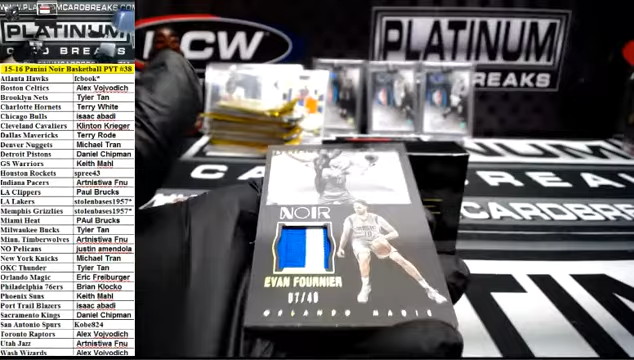 W.PLATINUMCARDBREAKS.COM
PLATINUM
CARD BREAKS
15-16 Panini Noir Basketball PYT #38
Atlanta Hawks fcbook*
Boston Celtics Alex Vojvodich
Brooklyn Nets Tyler Tan
Charlotte Hornets Terry White
Chicago Bulls isaac abadi
Cleveland Cavaliers Klinton Krieger
Dallas Mavericks Terry Rode
Denver Nuggets Michael Tran
Detroit Pistons Daniel Chipman
GS Warriors Keith Mahl
Houston Rockets spree43
Indiana Pacers Artnistiwa Fnu
LA Clippers Paul Brucks
LA Lakers stolenbases1957*
Memphis Grizzlies stolenbases1957*
Miami Heat PAul Brucks
Milwaukee Bucks Tyler Tan
Minn. Timberwolves Artnistiwa Fnu
NO Pelicans justin amendola
New York Knicks Michael Tran
OKC Thunder Tyler Tan
Orlando Magic Eric Freiburger
Philadelphia 76ers Brian Klocko
Phoenix Suns Keith Mahl
Port Trail Blazers isaac abadi
Sacramento Kings Daniel Chipman
San Antonio Spurs Kobe824
Toronto Raptors Alex Vojvodich
Utah Jazz Artnistiwa Fnu
Wash Wizards Alex Vojvodich
WWW.PLA
MCARDBREAKS.COM
CW
PLATINUM
BREAKS
NOIR
EVAN FOURNIER
07/49
ORLANDO MAGIC